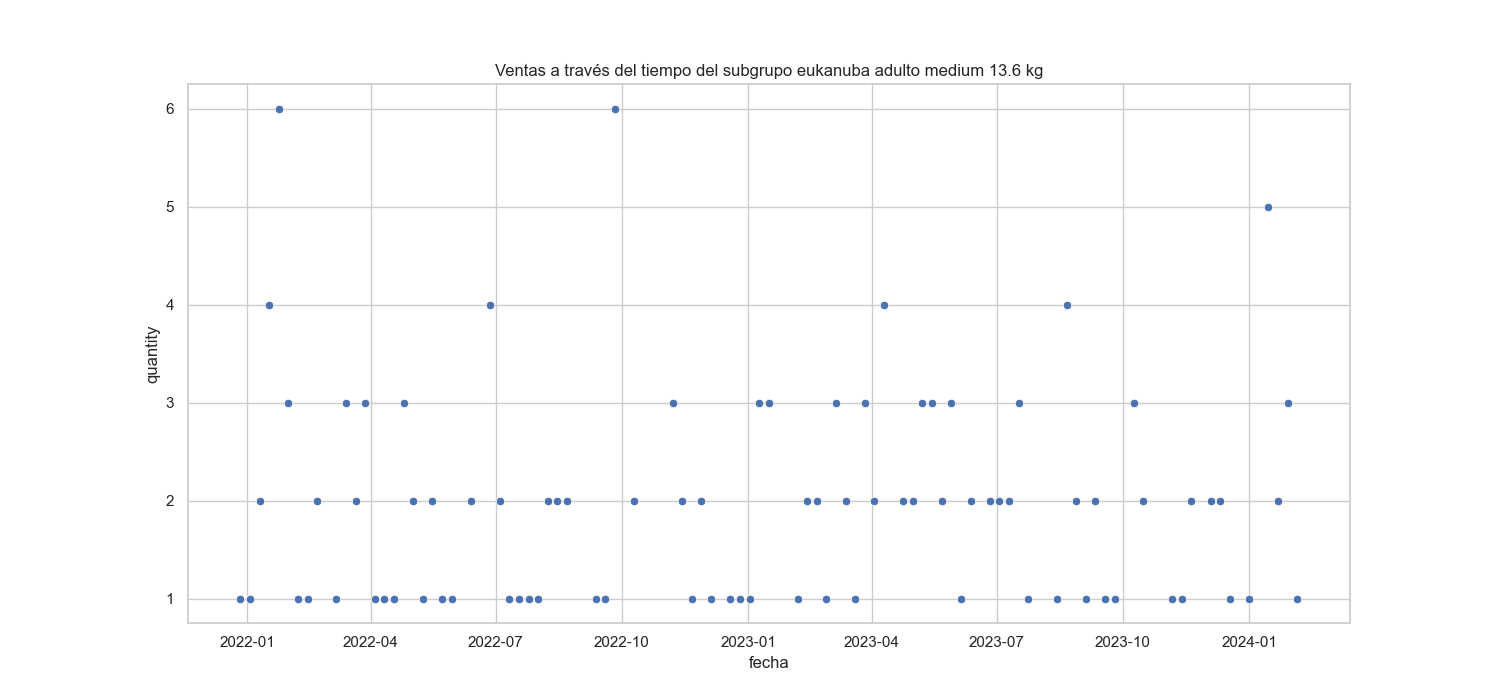 Ventas a través del tiempo del subgrupo eukanuba adulto medium 13.6 kg
6
5
4
3
2
1
quantity
2022-01 2022-04 2022-07 2022-10 2023-01 2023-04 2023-07 2023-10 2024-01
fecha